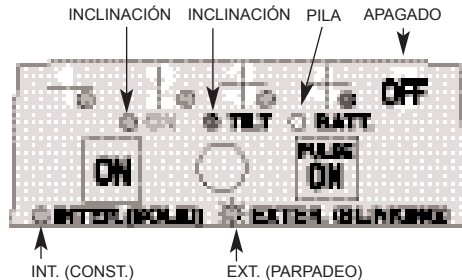 INCLINACIÓN INCLINACIÓN PILA APAGADO
OFF
ON TILT BATT
ON PULSE ON
INTER. (SOLID) EXTER (BLINKING)
INT. (CONST.) EXT. (PARPADEO)